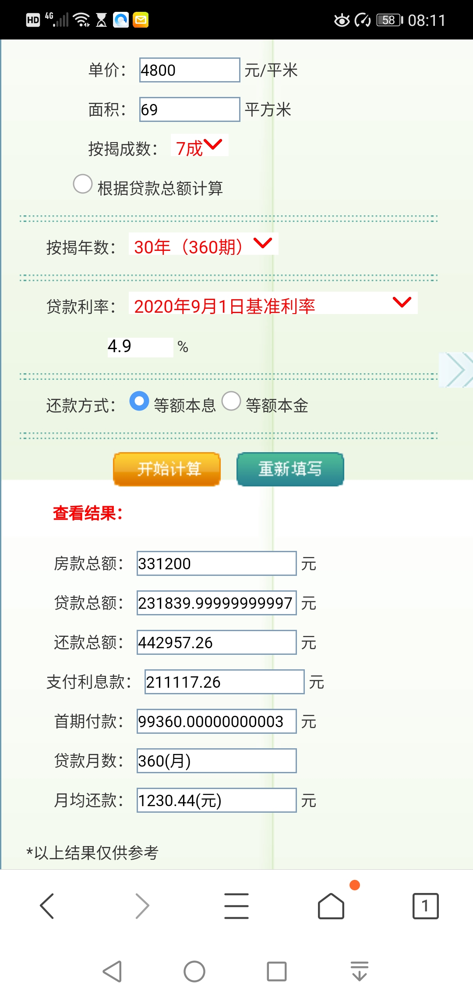 HD 4G 58 08:11
单价： 4800 元/平米
面积： 69 平方米
按揭成数： 7成
根据贷款总额计算
按揭年数： 30年（360期）
贷款利率： 2020年9月1日基准利率
4.9 %
还款方式： 等额本息 等额本金
开始计算 重新填写
查看结果：
房款总额： 331200 元
贷款总额： 231839.99999999997 元
还款总额： 442957.26 元
支付利息款： 211117.26 元
首期付款： 99360.00000000003 元
贷款月数： 360(月)
月均还款： 1230.44(元) 元
*以上结果仅供参考
1